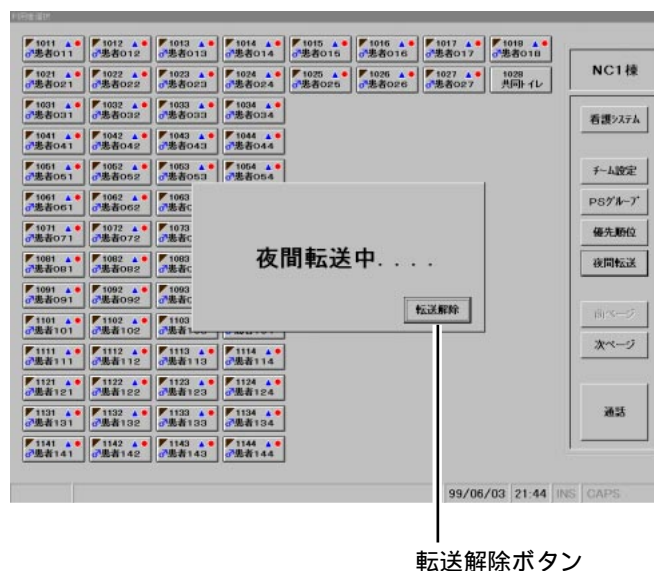 1011 1012 1013 1014 1015 1016 1017 1018
患者011 患者012 患者013 患者014 患者015 患者016 患者017 患者018
1021 1022 1023 1024 1025 1026 1027 1028
患者021 患者022 患者023 患者024 患者025 患者026 患者027 共同トイレ
1031 1032 1033 1034
患者031 患者032 患者033 患者034
1041 1042 1043 1044
患者041 患者042 患者043 患者044
1051 1052 1053 1054
患者051 患者052 患者053 患者054
1061 1062 1063
患者061 患者062 患者
1071 1072 1073
患者071 患者072 患者
1081 1082 1083
患者081 患者082 患者
1091 1092 1093
患者091 患者092 患者
1101 1102 1103
患者101 患者102 患者
1111 1112 1113 1114
患者111 患者112 患者113 患者114
1121 1122 1123 1124
患者121 患者122 患者123 患者124
1131 1132 1133 1134
患者131 患者132 患者133 患者134
1141 1142 1143 1144
患者141 患者142 患者143 患者144
夜間転送中....
転送解除
NC1棟
看護システム
チーム設定
PSグループ
優先順位
夜間転送
前ページ
次ページ
通話
99/06/03 21:44 INS CAPS
転送解除ボタン